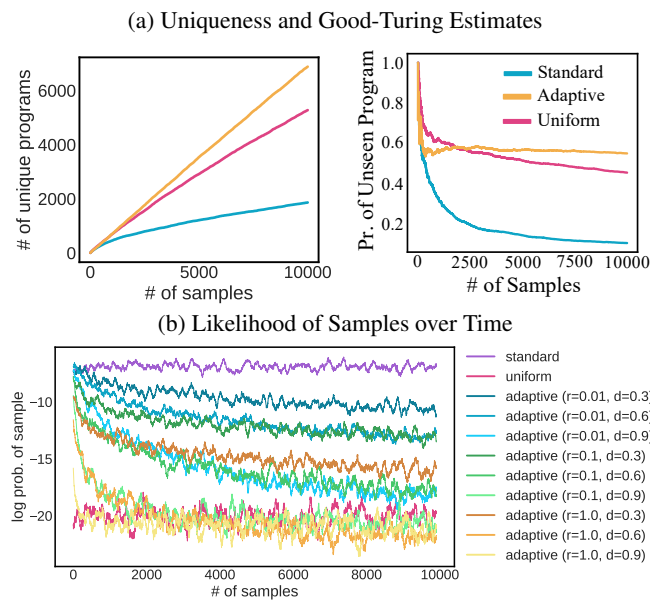 (a) Uniqueness and Good-Turing Estimates
# of unique programs
6000
4000
2000
0
0
5000
10000
# of samples
Pr. of Unseen Program
1.0
0.8
0.6
0.4
0.2
Standard
Adaptive
Uniform
0
2500
5000
7500
10000
# of Samples
(b) Likelihood of Samples over Time
log prob. of sample
−10
−15
−20
0
2000
4000
6000
8000
10000
# of samples
standard
uniform
adaptive (r=0.01, d=0.3)
adaptive (r=0.01, d=0.6)
adaptive (r=0.01, d=0.9)
adaptive (r=0.1, d=0.3)
adaptive (r=0.1, d=0.6)
adaptive (r=0.1, d=0.9)
adaptive (r=1.0, d=0.3)
adaptive (r=1.0, d=0.6)
adaptive (r=1.0, d=0.9)